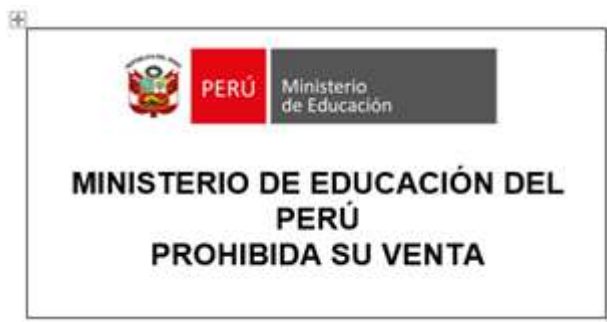 PERÚ
Ministerio
de Educación
MINISTERIO DE EDUCACIÓN DEL
PERÚ
PROHIBIDA SU VENTA